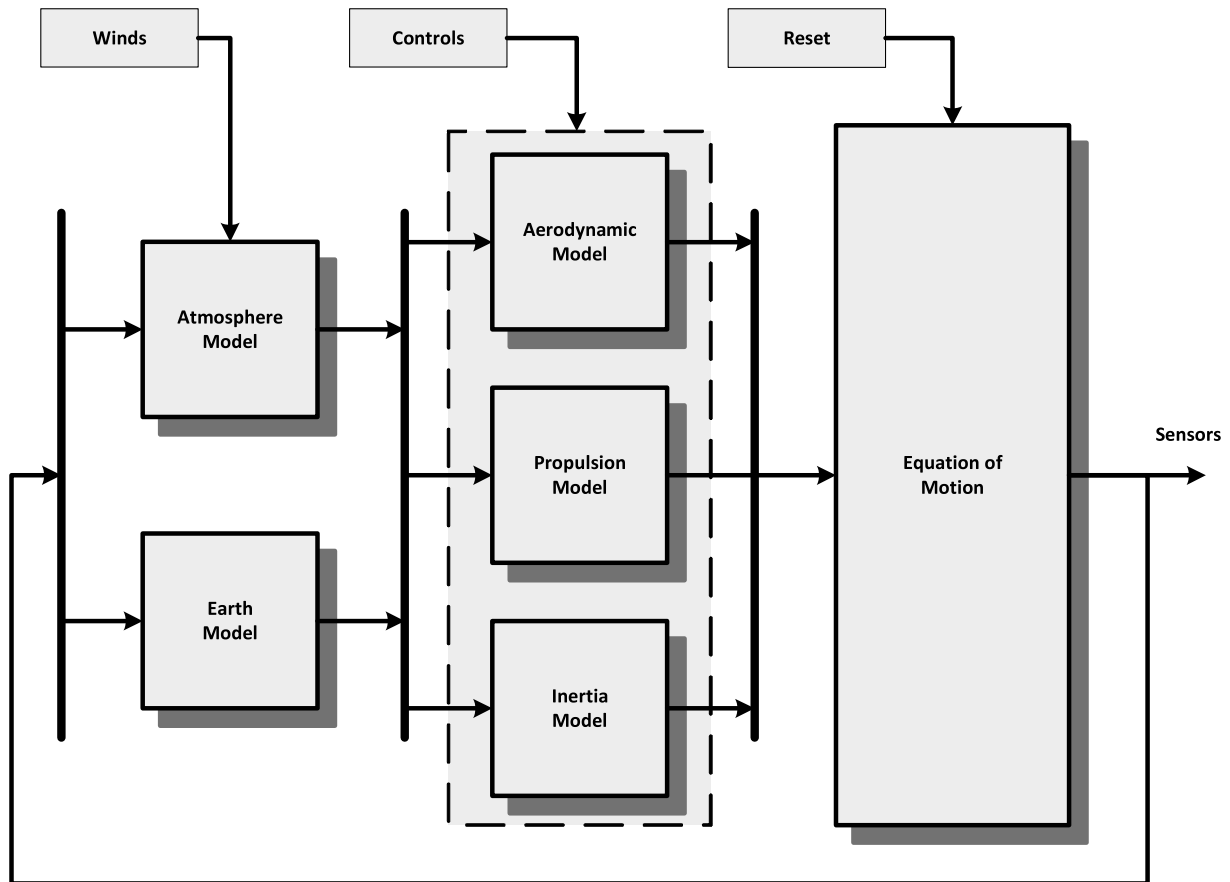 Winds
Controls
Reset
Aerodynamic
Model
Atmosphere
Model
Propulsion
Model
Equation of
Motion
Sensors
Earth
Model
Inertia
Model